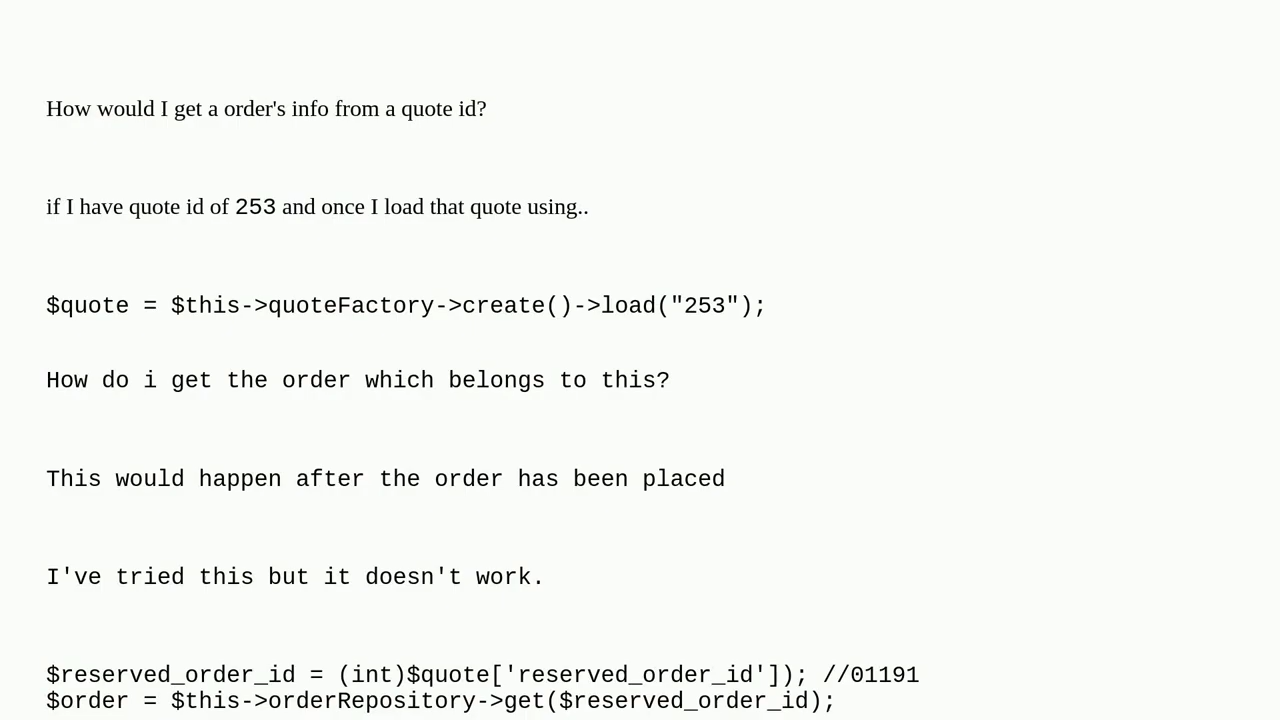 How would I get a order's info from a quote id?
if I have quote id of 253 and once I load that quote using..
$quote = $this->quoteFactory->create()->load("253");
How do i get the order which belongs to this?
This would happen after the order has been placed
I've tried this but it doesn't work.
$reserved_order_id = (int)$quote['reserved_order_id']); //01191
$order = $this->orderRepository->get($reserved_order_id);